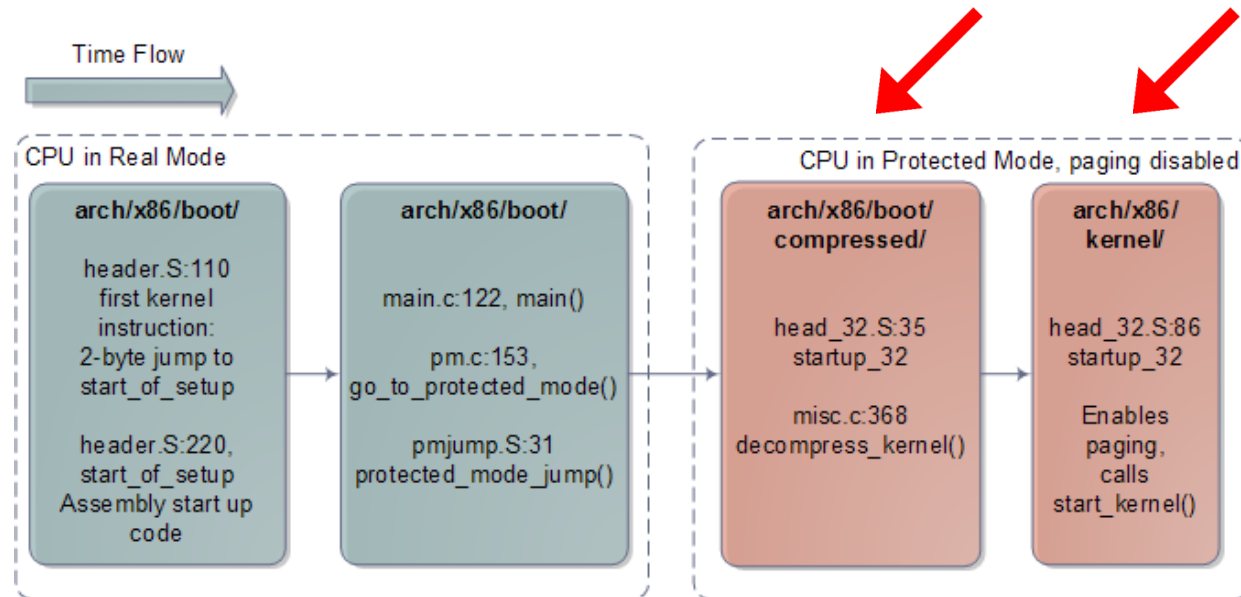 Time Flow
CPU in Real Mode
arch/x86/boot/
header.S:110
first kernel
instruction:
2-byte jump to
start_of_setup
header.S:220,
start_of_setup
Assembly start up
code
arch/x86/boot/
main.c:122, main()
pm.c:153,
go_to_protected_mode()
pmjump.S:31
protected_mode_jump()
CPU in Protected Mode, paging disabled
arch/x86/boot/
compressed/
head_32.S:35
startup_32
misc.c:368
decompress_kernel()
arch/x86/
kernel/
head_32.S:86
startup_32
Enables
paging,
calls
start_kernel()